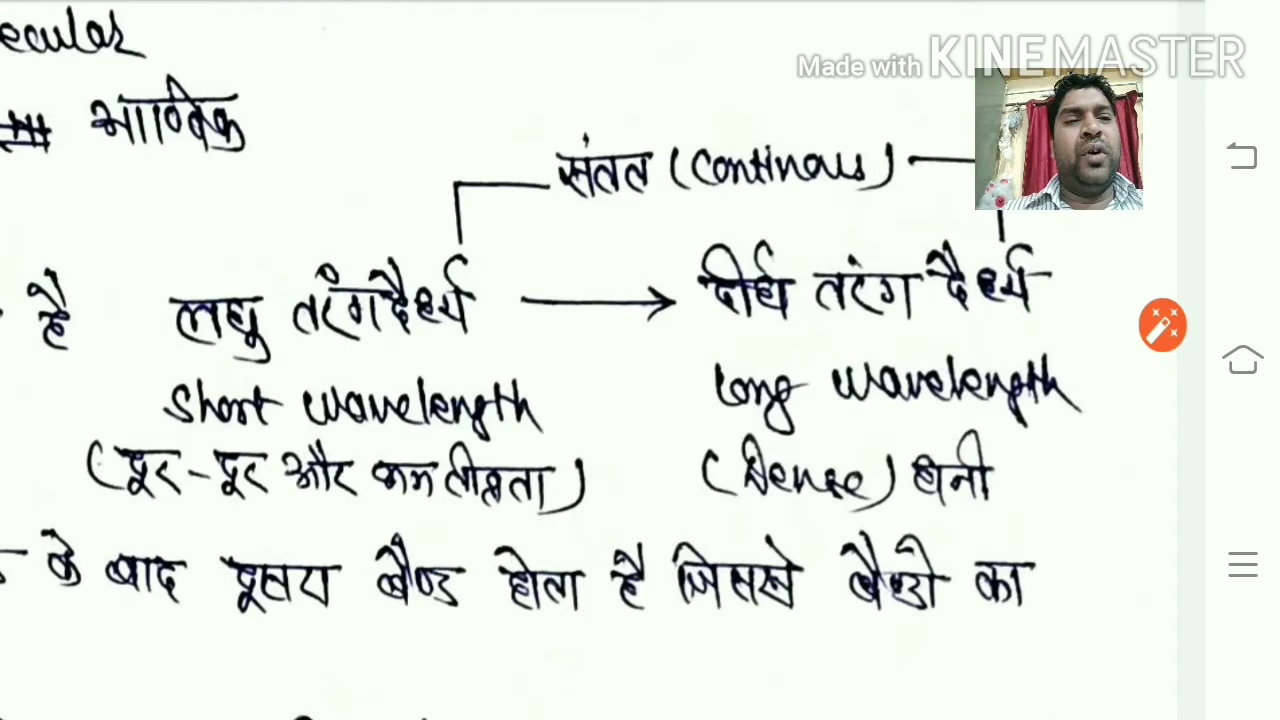 ecular
Made with KINEMASTER
आण्विक
संतत (Continous)
है लघु तरंगदैर्ध्य → दीर्घ तरंग दैर्ध्य
Short wavelength long wavelength
(दूर-दूर और कम तीव्रता) (Dense) घनी
के बाद दूसरा बैण्ड होता है जिससे बैण्डो का